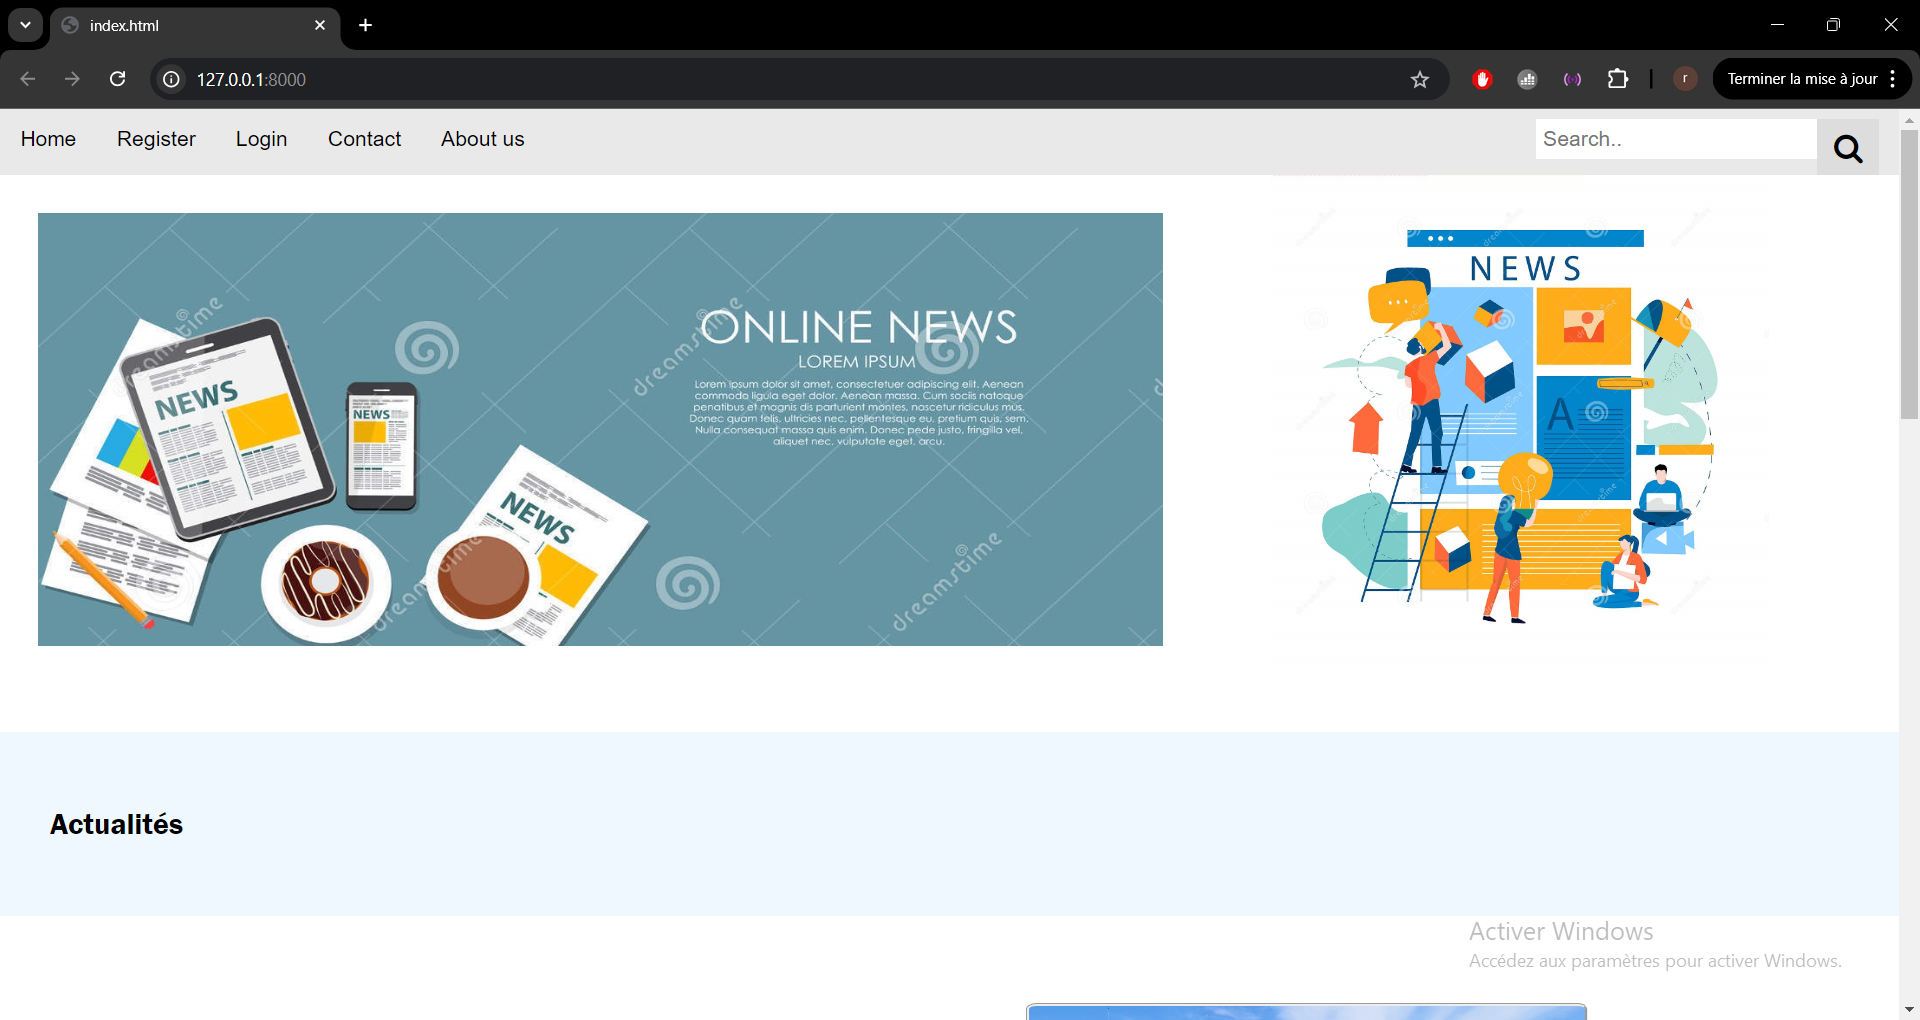 index.html
127.0.0.1:8000
r
Terminer la mise à jour
Home Register Login Contact About us
Search..
ONLINE NEWS
LOREM IPSUM
Lorem ipsum dolor sit amet, consectetuer adipiscing elit. Aenean
commodo ligula eget dolor. Aenean massa. Cum sociis natoque
penatibus et magnis dis parturient montes, nascetur ridiculus mus.
Donec quam felis, ultricies nec, pellentesque eu, pretium quis, sem.
Nulla consequat massa quis enim. Donec pede justo, fringilla vel,
aliquet nec, vulputate eget, arcu.
NEWS
NEWS
NEWS
dreamstime
dreamstime
dreamstime
dreamstime
NEWS
A
Actualités
Activer Windows
Accédez aux paramètres pour activer Windows.